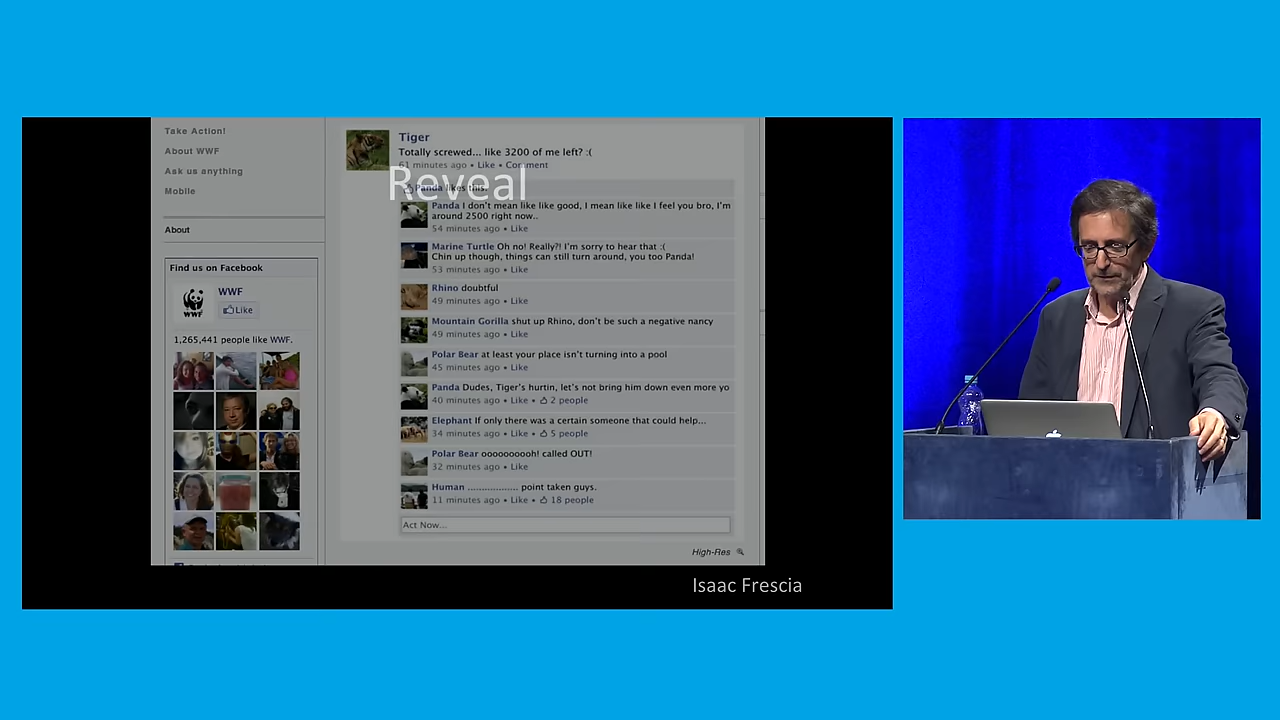 Take Action!
About WWF
Ask us anything
Mobile
About
Find us on Facebook
WWF
Like
WWF
1,265,441 people like WWF.
Tiger
Totally screwed... like 3200 of me left? :(
61 minutes ago • Like • Comment
Reveal
Panda likes this.
Panda I don't mean like like good, I mean like like I feel you bro, I'm
around 2500 right now..
54 minutes ago • Like
Marine Turtle Oh no! Really?! I'm sorry to hear that :(
Chin up though, things can still turn around, you too Panda!
53 minutes ago • Like
Rhino doubtful
49 minutes ago • Like
Mountain Gorilla shut up Rhino, don't be such a negative nancy
49 minutes ago • Like
Polar Bear at least your place isn't turning into a pool
45 minutes ago • Like
Panda Dudes, Tiger's hurtin, let's not bring him down even more yo
40 minutes ago • Like • 2 people
Elephant If only there was a certain someone that could help...
34 minutes ago • Like • 5 people
Polar Bear oooooooooh! called OUT!
32 minutes ago • Like
Human .................. point taken guys.
11 minutes ago • Like • 18 people
Act Now...
High-Res
Isaac Frescia